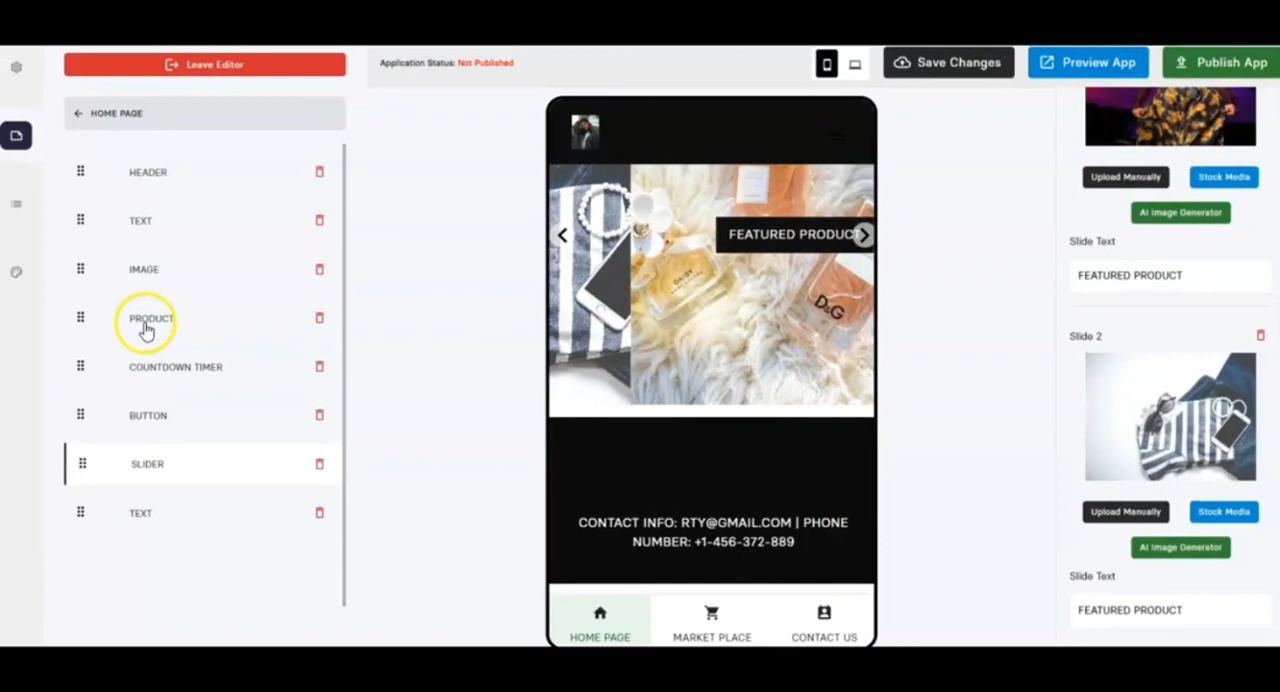 Leave Editor
Application Status: Not Published
Save Changes
Preview App
Publish App
HOME PAGE
HEADER
TEXT
IMAGE
PRODUCT
COUNTDOWN TIMER
BUTTON
SLIDER
TEXT
FEATURED PRODUCT
DAISY
D&G
CONTACT INFO: RTY@GMAIL.COM | PHONE
NUMBER: +1-456-372-889
HOME PAGE
MARKET PLACE
CONTACT US
Upload Manually
Stock Media
AI Image Generator
Slide Text
FEATURED PRODUCT
Slide 2
Upload Manually
Stock Media
AI Image Generator
Slide Text
FEATURED PRODUCT